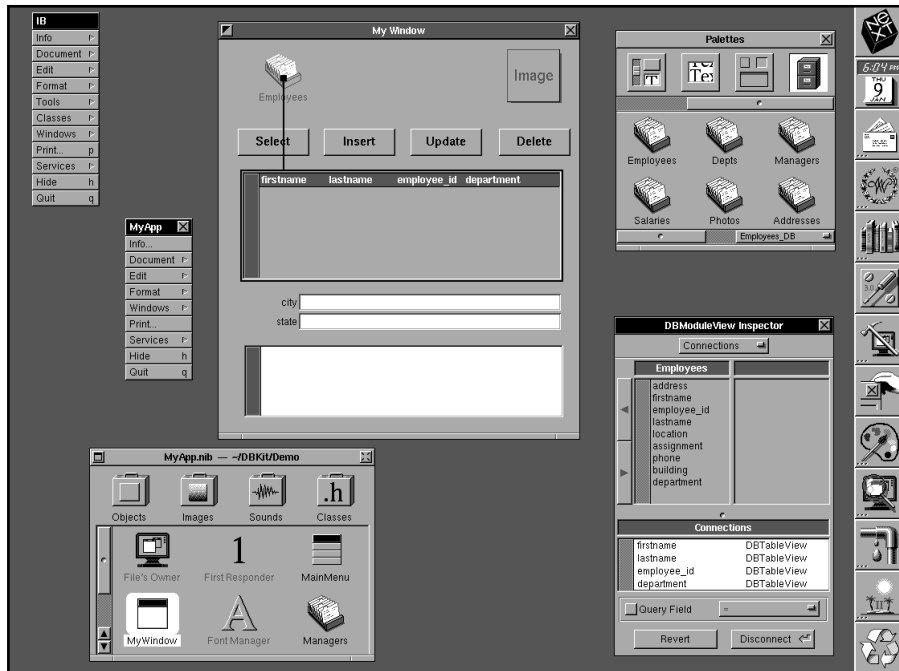 IB
Info
Document
Edit
Format
Tools
Classes
Windows
Print... p
Services
Hide h
Quit q
MyApp
Info...
Document
Edit
Format
Windows
Print...
Services
Hide h
Quit q
My Window
Employees
Image
Select Insert Update Delete
firstname lastname employee_id department
city
state
MyApp.nib — ~/DBKit/Demo
Objects Images Sounds Classes
.h
File's Owner First Responder MainMenu
1
MyWindow Font Manager Managers
A
Palettes
T
Tex
Employees Depts Managers
Salaries Photos Addresses
Employees_DB
DBModuleView Inspector
Connections
Employees
address
firstname
employee_id
lastname
location
assignment
phone
building
department
Connections
firstname DBTableView
lastname DBTableView
employee_id DBTableView
department DBTableView
Query Field =
Revert Disconnect
NeXT
6:04 PM
THU
9
JAN
W
3.0